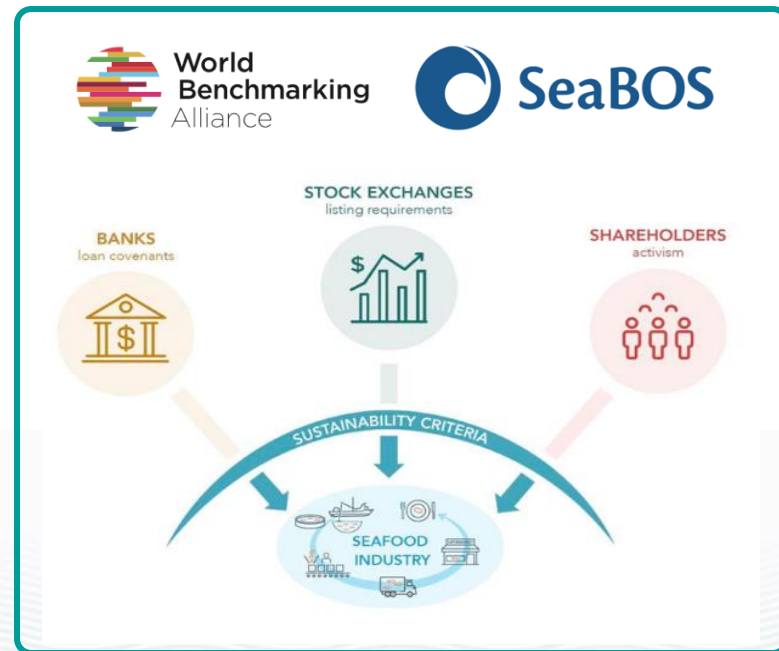 World
Benchmarking
Alliance
SeaBOS
STOCK EXCHANGES
listing requirements
BANKS
loan covenants
SHAREHOLDERS
activism
$
$
SUSTAINABILITY CRITERIA
SEAFOOD
INDUSTRY